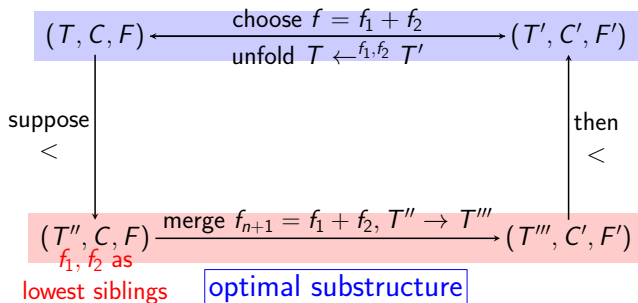 choose f = f₁ + f₂
(T, C, F)
(T′, C′, F′)
unfold T ←^{f₁,f₂} T′
suppose
<
then
<
merge fₙ₊₁ = f₁ + f₂, T″ → T‴
(T″, C, F)
(T‴, C′, F′)
f₁, f₂ as
lowest siblings
optimal substructure